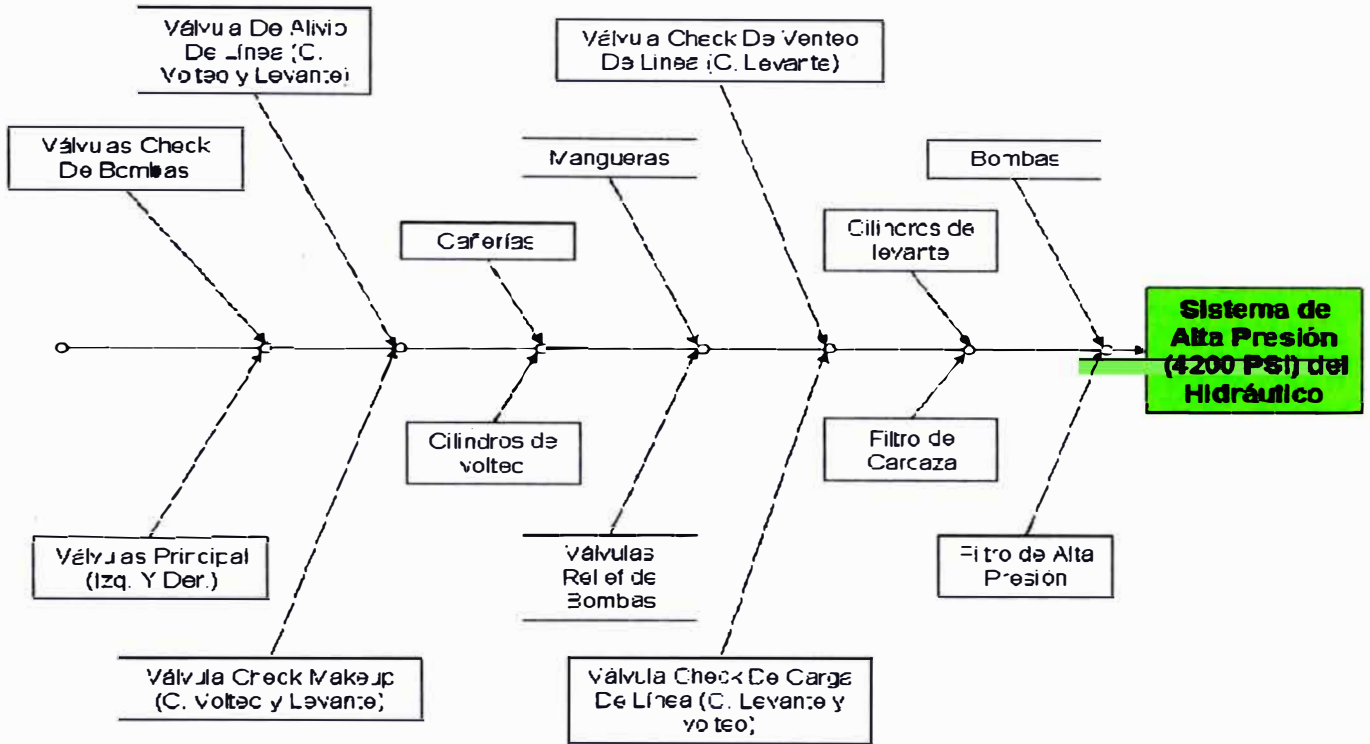 Válvula De Alivio
De Línea (C.
Volteo y Levante)
Válvula Check De Venteo
De Linea (C. Levante)
Válvulas Check
De Bombas
Mangueras
Bombas
Cañerías
Cilindros de
levante
Sistema de
Alta Presión
(4200 PSI) del
Hidráulico
Cilindros de
volteo
Filtro de
Carcaza
Válvulas Principal
(Izq. Y Der.)
Válvulas
Relief de
Bombas
Filtro de Alta
Presión
Válvula Check Makeup
(C. Volteo y Levante)
Válvula Check De Carga
De Línea (C. Levante y
volteo)